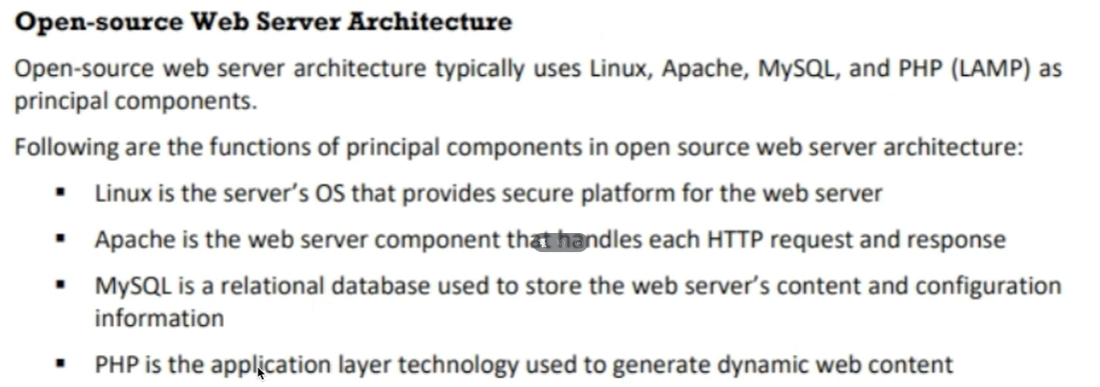 Open-source Web Server Architecture
Open-source web server architecture typically uses Linux, Apache, MySQL, and PHP (LAMP) as
principal components.
Following are the functions of principal components in open source web server architecture:
▪ Linux is the server's OS that provides secure platform for the web server
▪ Apache is the web server component that handles each HTTP request and response
▪ MySQL is a relational database used to store the web server's content and configuration
information
▪ PHP is the application layer technology used to generate dynamic web content